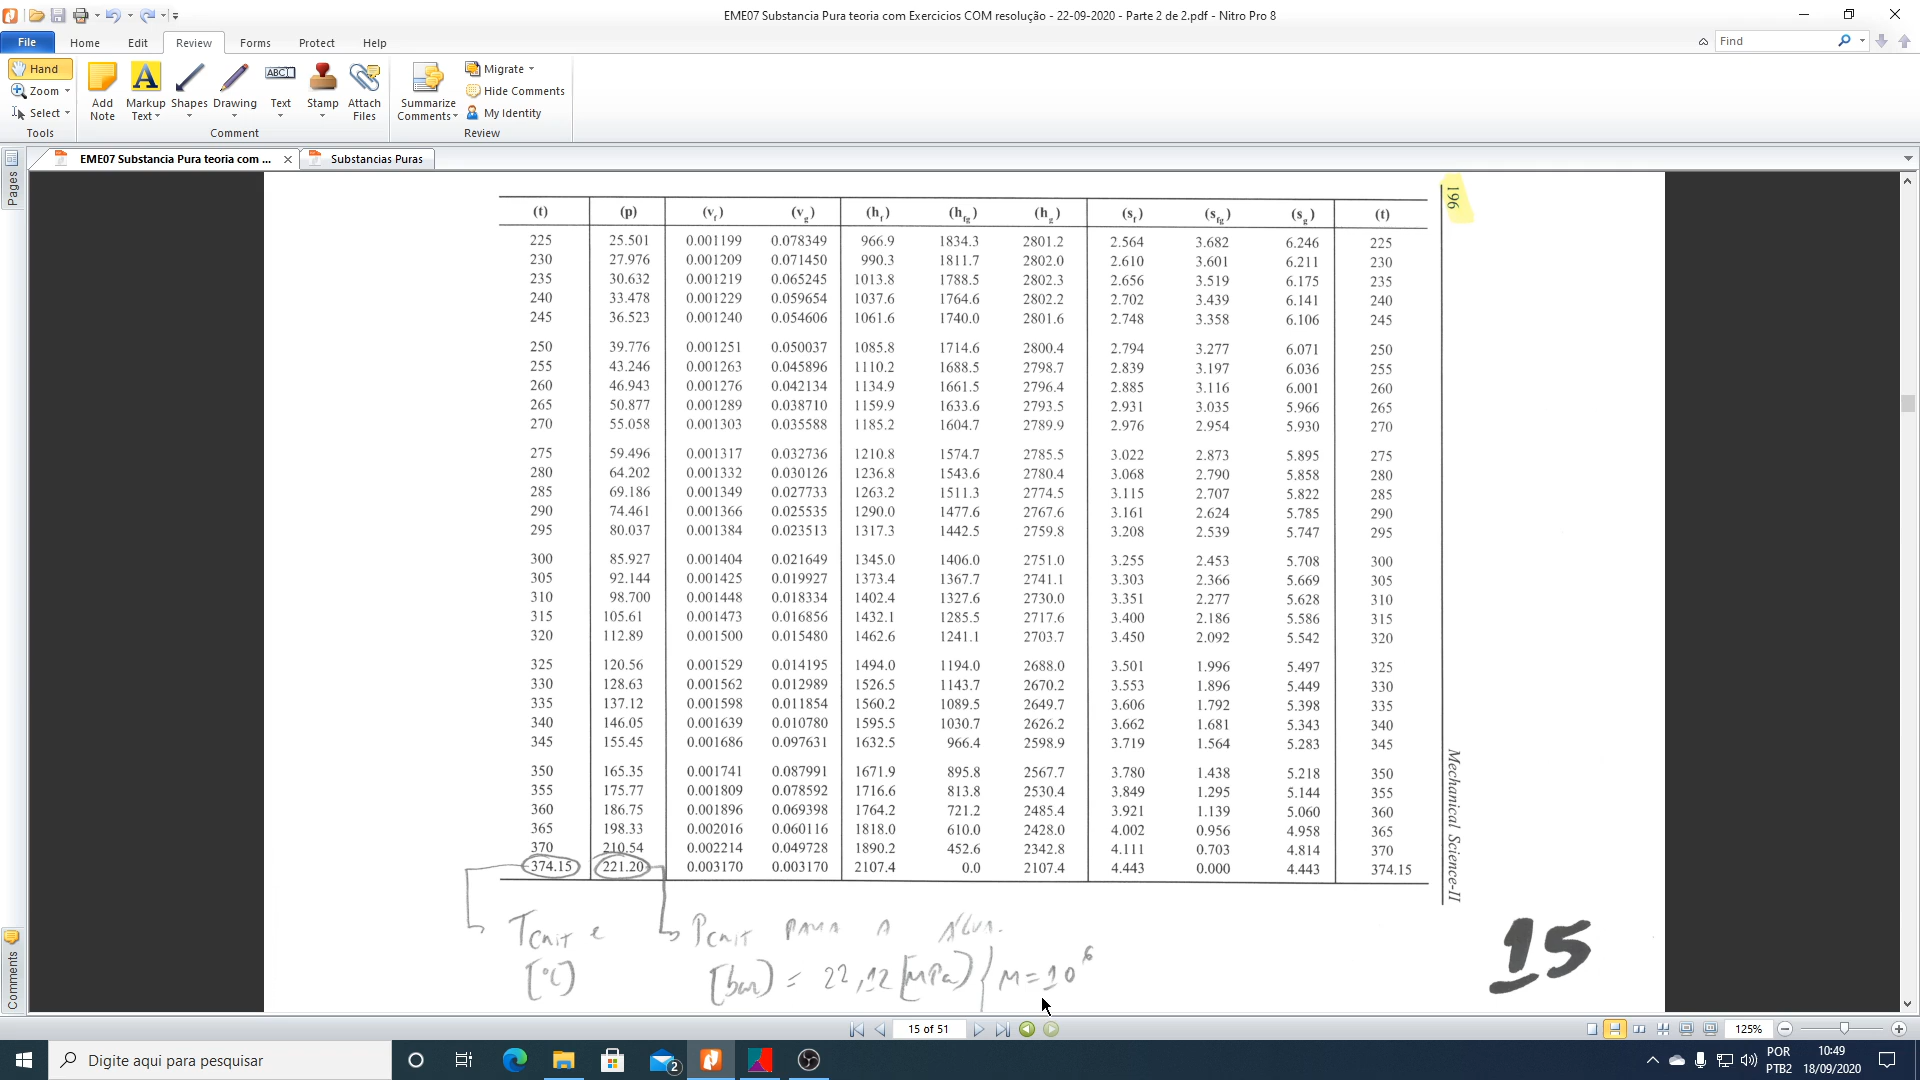 EME07 Substancia Pura teoria com Exercicios COM resolução - 22-09-2020 - Parte 2 de 2.pdf - Nitro Pro 8
File Home Edit Review Forms Protect Help Find
Hand Zoom Select Tools
Add Note Markup Text Shapes Drawing Text Stamp Attach Files Comment
Summarize Comments Migrate Hide Comments My Identity Review
EME07 Substancia Pura teoria com ... Substancias Puras
Pages
196
(t) (p) (vf) (vg) (hf) (hfg) (hg) (sf) (sfg) (sg) (t)
225 25.501 0.001199 0.078349 966.9 1834.3 2801.2 2.564 3.682 6.246 225
230 27.976 0.001209 0.071450 990.3 1811.7 2802.0 2.610 3.601 6.211 230
235 30.632 0.001219 0.065245 1013.8 1788.5 2802.3 2.656 3.519 6.175 235
240 33.478 0.001229 0.059654 1037.6 1764.6 2802.2 2.702 3.439 6.141 240
245 36.523 0.001240 0.054606 1061.6 1740.0 2801.6 2.748 3.358 6.106 245
250 39.776 0.001251 0.050037 1085.8 1714.6 2800.4 2.794 3.277 6.071 250
255 43.246 0.001263 0.045896 1110.2 1688.5 2798.7 2.839 3.197 6.036 255
260 46.943 0.001276 0.042134 1134.9 1661.5 2796.4 2.885 3.116 6.001 260
265 50.877 0.001289 0.038710 1159.9 1633.6 2793.5 2.931 3.035 5.966 265
270 55.058 0.001303 0.035588 1185.2 1604.7 2789.9 2.976 2.954 5.930 270
275 59.496 0.001317 0.032736 1210.8 1574.7 2785.5 3.022 2.873 5.895 275
280 64.202 0.001332 0.030126 1236.8 1543.6 2780.4 3.068 2.790 5.858 280
285 69.186 0.001349 0.027733 1263.2 1511.3 2774.5 3.115 2.707 5.822 285
290 74.461 0.001366 0.025535 1290.0 1477.6 2767.6 3.161 2.624 5.785 290
295 80.037 0.001384 0.023513 1317.3 1442.5 2759.8 3.208 2.539 5.747 295
300 85.927 0.001404 0.021649 1345.0 1406.0 2751.0 3.255 2.453 5.708 300
305 92.144 0.001425 0.019927 1373.4 1367.7 2741.1 3.303 2.366 5.669 305
310 98.700 0.001448 0.018334 1402.4 1327.6 2730.0 3.351 2.277 5.628 310
315 105.61 0.001473 0.016856 1432.1 1285.5 2717.6 3.400 2.186 5.586 315
320 112.89 0.001500 0.015480 1462.6 1241.1 2703.7 3.450 2.092 5.542 320
325 120.56 0.001529 0.014195 1494.0 1194.0 2688.0 3.501 1.996 5.497 325
330 128.63 0.001562 0.012989 1526.5 1143.7 2670.2 3.553 1.896 5.449 330
335 137.12 0.001598 0.011854 1560.2 1089.5 2649.7 3.606 1.792 5.398 335
340 146.05 0.001639 0.010780 1595.5 1030.7 2626.2 3.662 1.681 5.343 340
345 155.45 0.001686 0.097631 1632.5 966.4 2598.9 3.719 1.564 5.283 345
350 165.35 0.001741 0.087991 1671.9 895.8 2567.7 3.780 1.438 5.218 350
355 175.77 0.001809 0.078592 1716.6 813.8 2530.4 3.849 1.295 5.144 355
360 186.75 0.001896 0.069398 1764.2 721.2 2485.4 3.921 1.139 5.060 360
365 198.33 0.002016 0.060116 1818.0 610.0 2428.0 4.002 0.956 4.958 365
370 210.54 0.002214 0.049728 1890.2 452.6 2342.8 4.111 0.703 4.814 370
374.15 221.20 0.003170 0.003170 2107.4 0.0 2107.4 4.443 0.000 4.443 374.15
Mechanical Science-II
Tcrit e Pcrit PARA A ÁGUA.
[°C] [bar] = 22,12 [MPa] { M = 10⁶
15
Comments
15 of 51 125%
Digite aqui para pesquisar 2 POR PTB2 10:49 18/09/2020